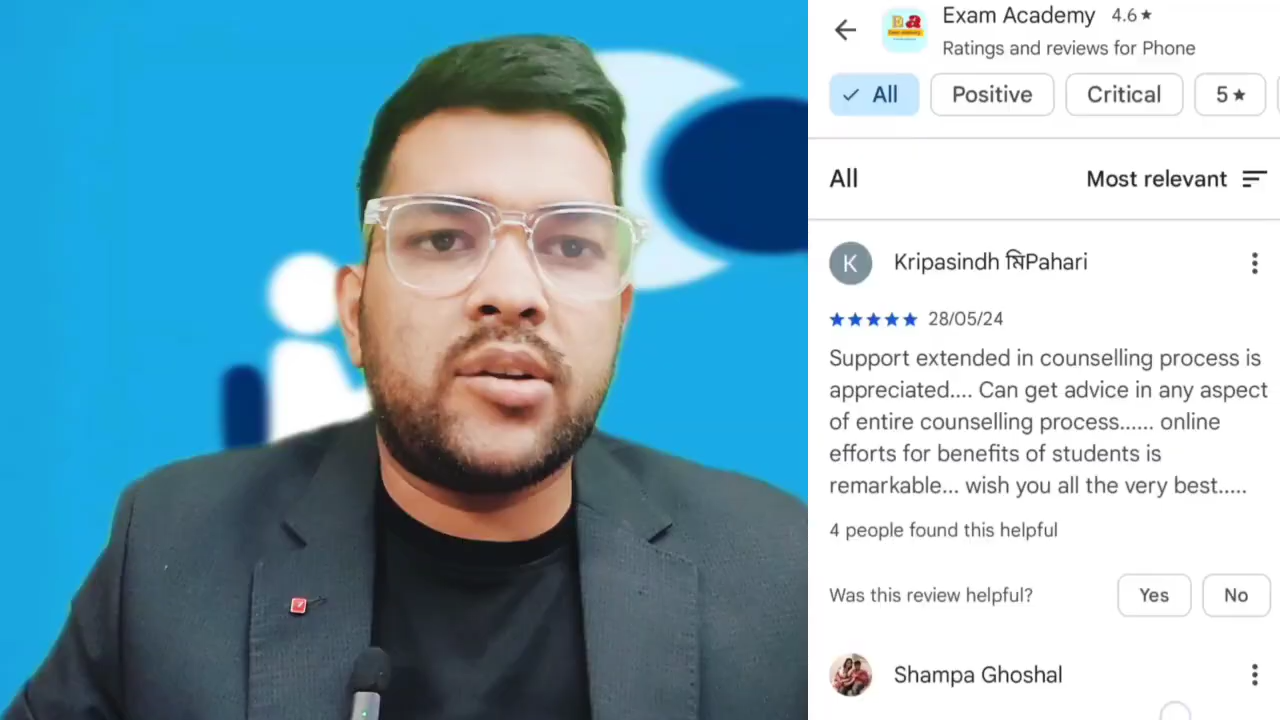 Exam Academy 4.6★
Ratings and reviews for Phone
All
Positive
Critical
5★
All
Most relevant
K
Kripasindh মিPahari
28/05/24
Support extended in counselling process is
appreciated.... Can get advice in any aspect
of entire counselling process...... online
efforts for benefits of students is
remarkable... wish you all the very best.....
4 people found this helpful
Was this review helpful?
Yes
No
Shampa Ghoshal